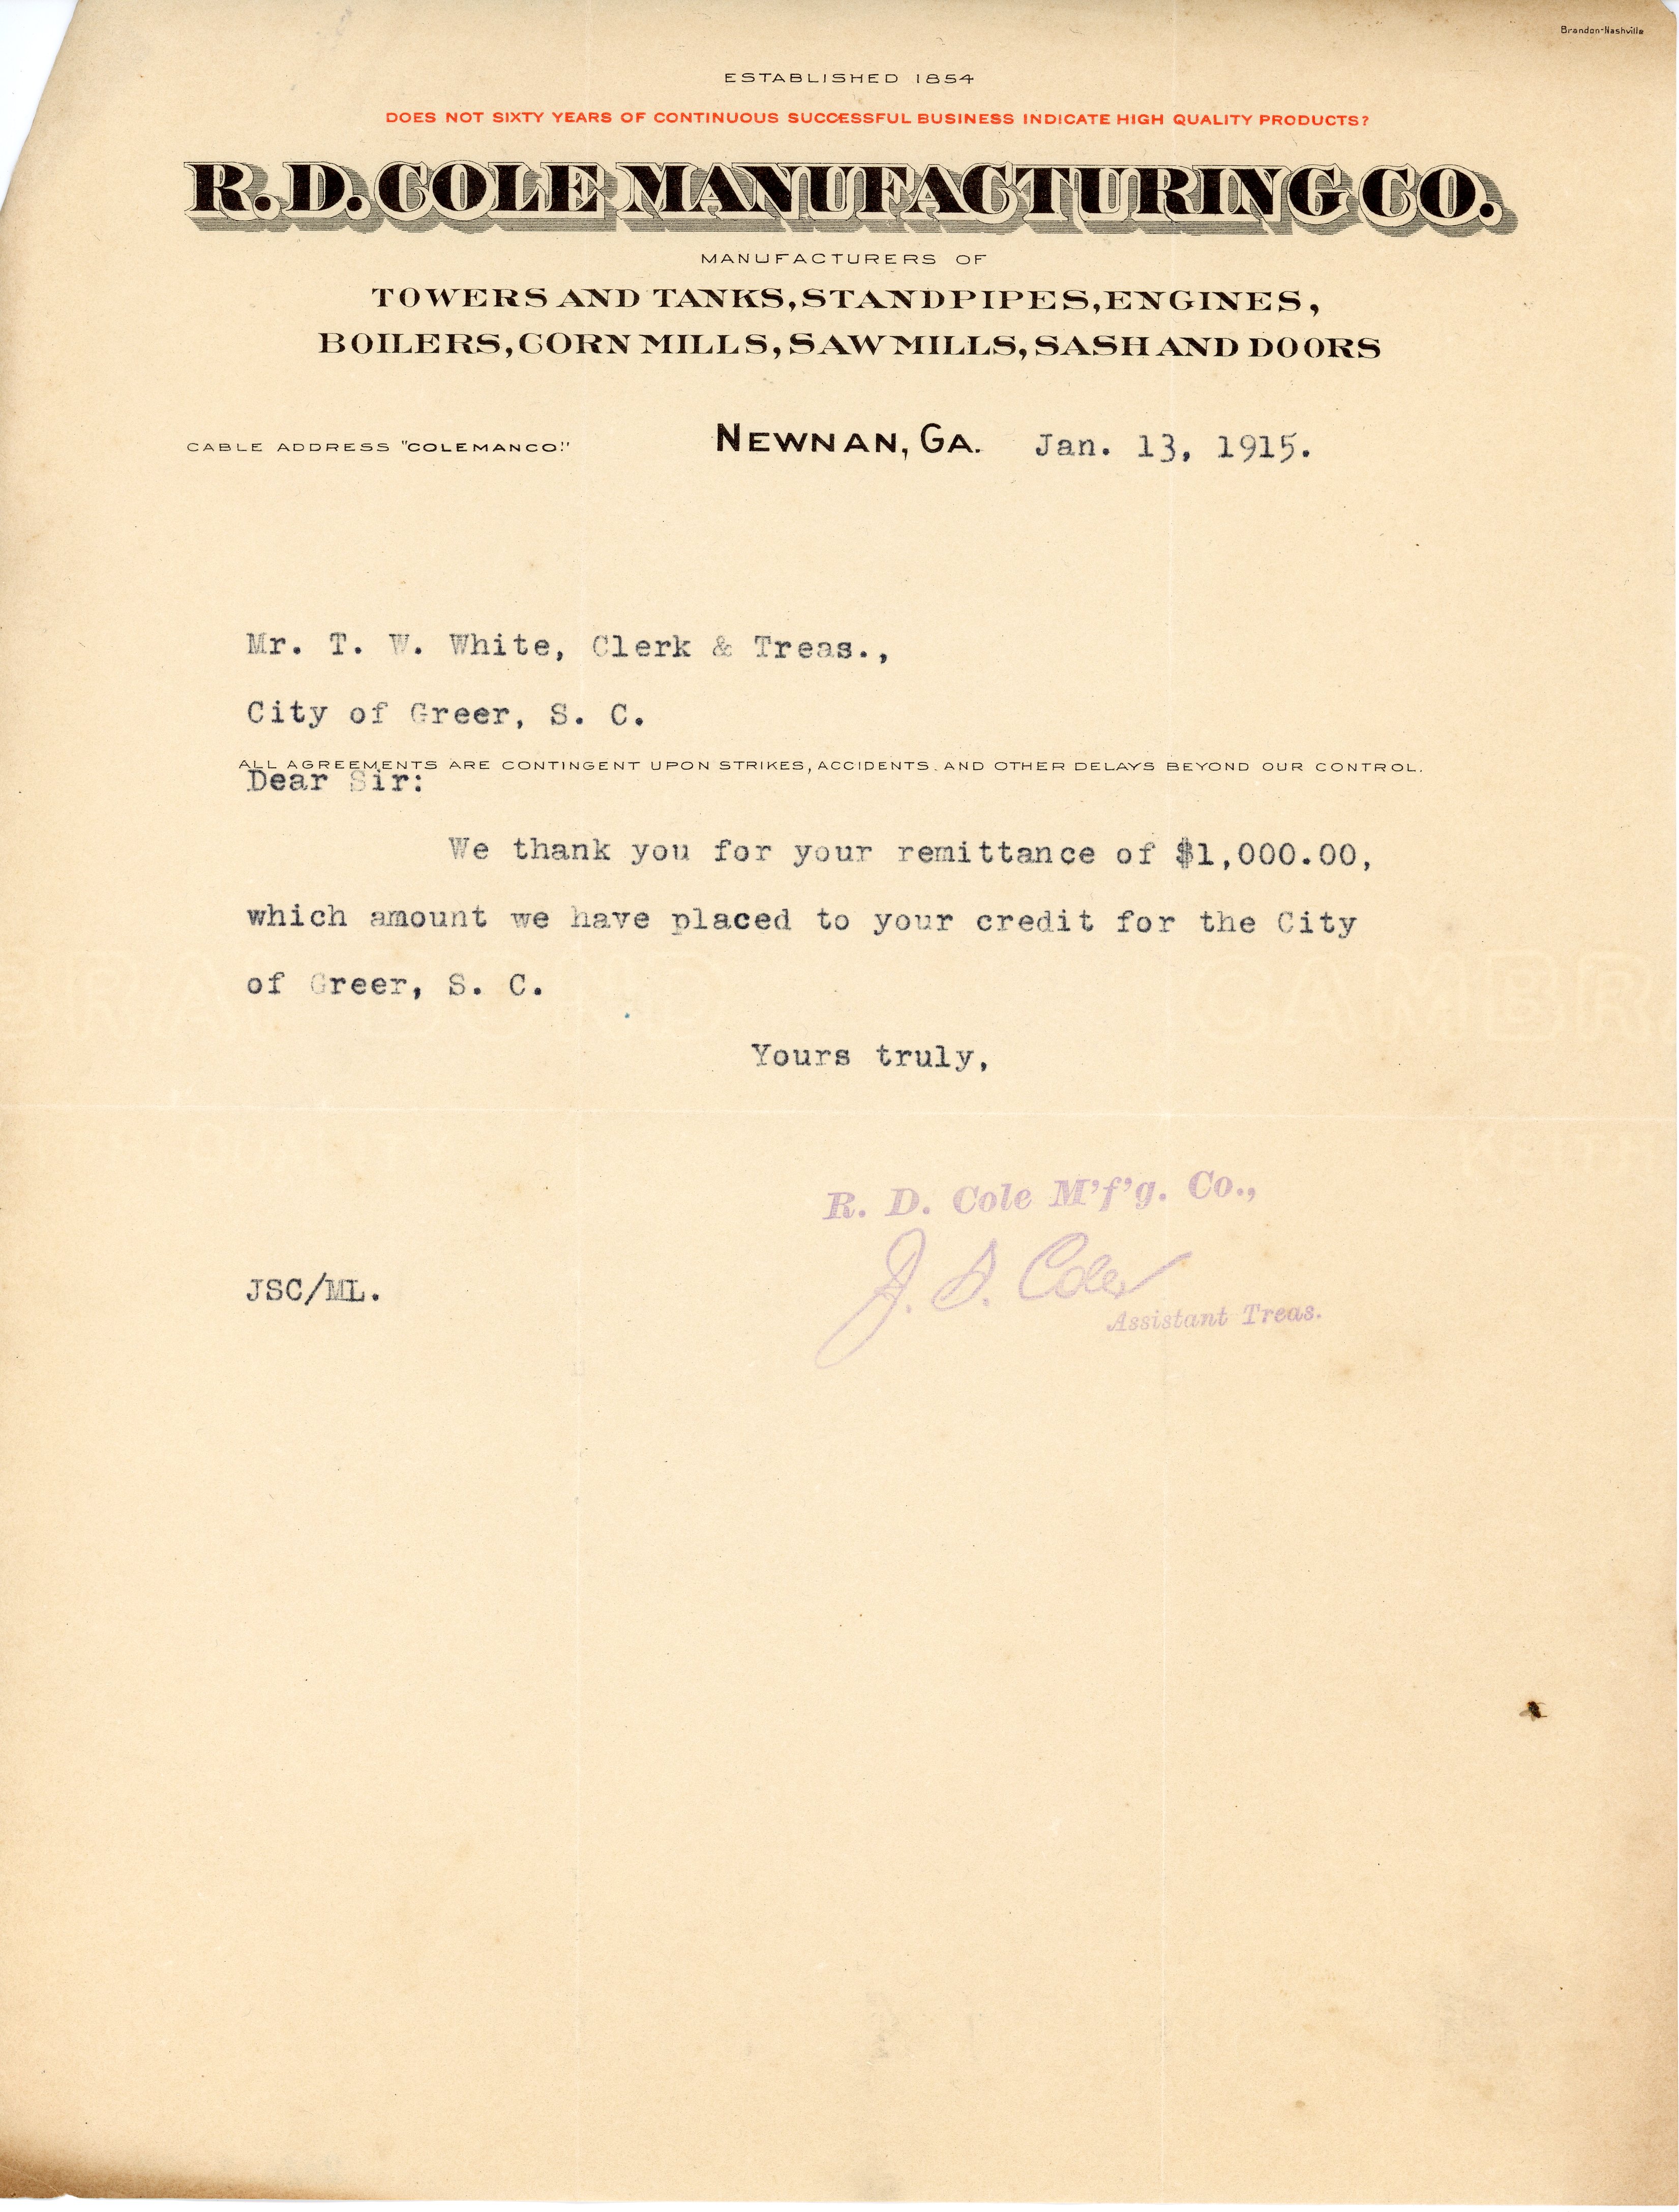 Brandon-Nashville
ESTABLISHED 1854
DOES NOT SIXTY YEARS OF CONTINUOUS SUCCESSFUL BUSINESS INDICATE HIGH QUALITY PRODUCTS?
R. D. COLE MANUFACTURING CO.
MANUFACTURERS OF
TOWERS AND TANKS, STANDPIPES, ENGINES,
BOILERS, CORN MILLS, SAW MILLS, SASH AND DOORS
CABLE ADDRESS "COLEMANCO." NEWNAN, GA. Jan. 13, 1915.
Mr. T. W. White, Clerk & Treas.,
City of Greer, S. C.
ALL AGREEMENTS ARE CONTINGENT UPON STRIKES, ACCIDENTS AND OTHER DELAYS BEYOND OUR CONTROL.
Dear Sir:
We thank you for your remittance of $1,000.00,
which amount we have placed to your credit for the City
of Greer, S. C.
Yours truly,
R. D. Cole M'f'g. Co.,
J. S. Cole
Assistant Treas.
JSC/ML.